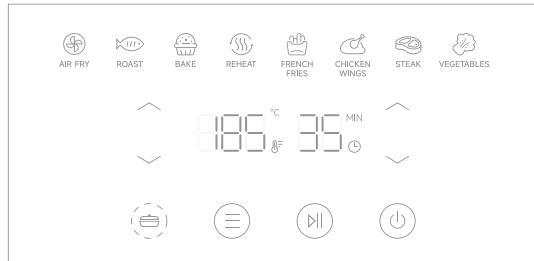 AIR FRY
ROAST
BAKE
REHEAT
FRENCH
FRIES
CHICKEN
WINGS
STEAK
VEGETABLES
185 °C
35 MIN